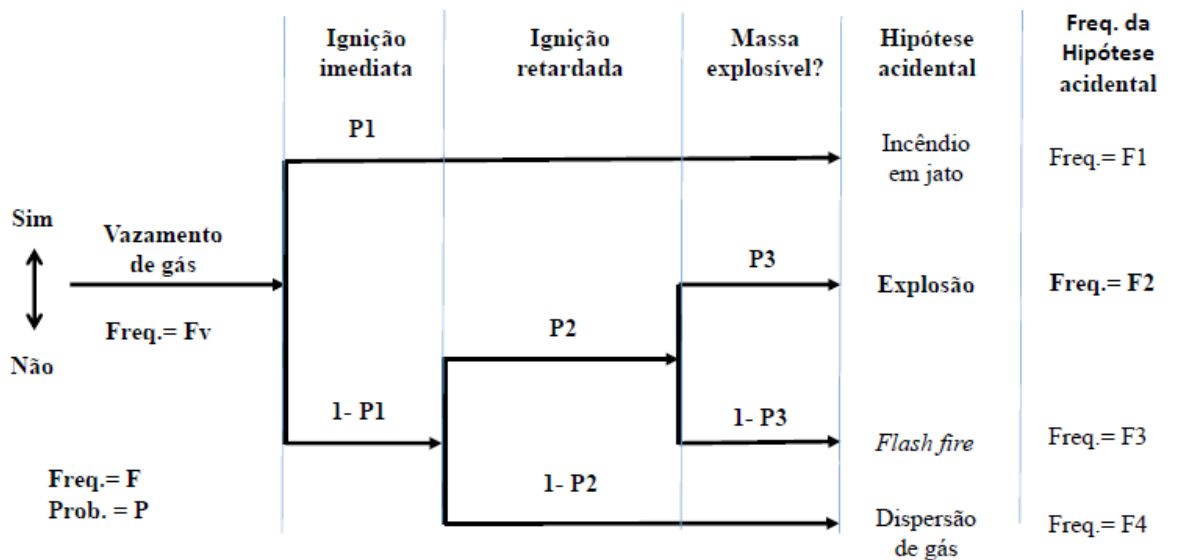 Ignição
imediata
Ignição
retardada
Massa
explosível?
Hipótese
acidental
Freq. da
Hipótese
acidental
P1
Incêndio
em jato
Freq.= F1
Sim
Vazamento
de gás
Freq.= Fv
Não
P3
Explosão
Freq.= F2
P2
1- P1
1- P3
Flash fire
Freq.= F3
Freq.= F
Prob. = P
1- P2
Dispersão
de gás
Freq.= F4